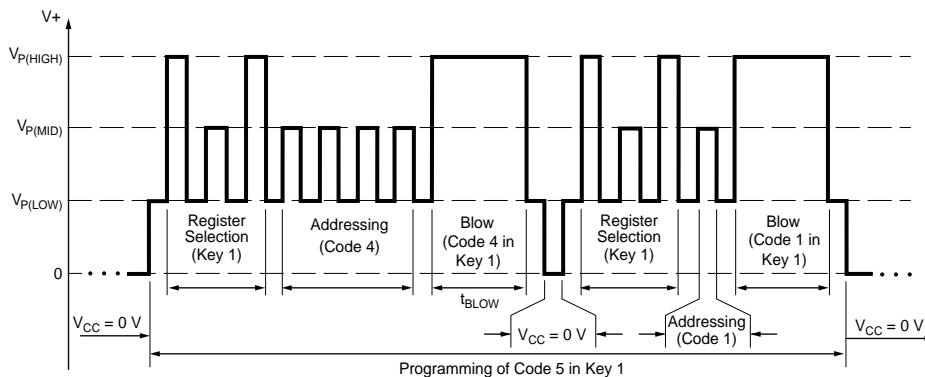 V+
VP(HIGH)
VP(MID)
VP(LOW)
0
Register
Selection
(Key 1)
Addressing
(Code 4)
Blow
(Code 4 in
Key 1)
Register
Selection
(Key 1)
Blow
(Code 1 in
Key 1)
tBLOW
VCC = 0 V
VCC = 0 V
Addressing
(Code 1)
VCC = 0 V
Programming of Code 5 in Key 1